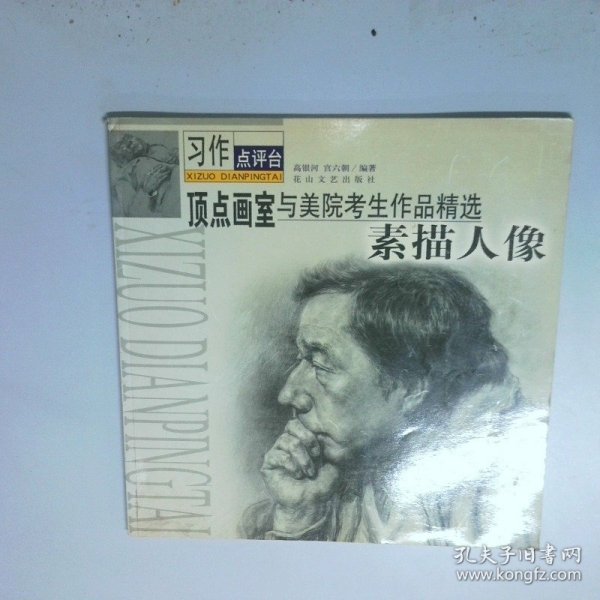 习作
点评台
XIZUO DIANPINGTAI
高银河 官六朝/编著
花山文艺出版社
顶点画室与美院考生作品精选
素描人像
XIZUO DIANPINGTAI
孔夫子旧书网
www.kongfz.com